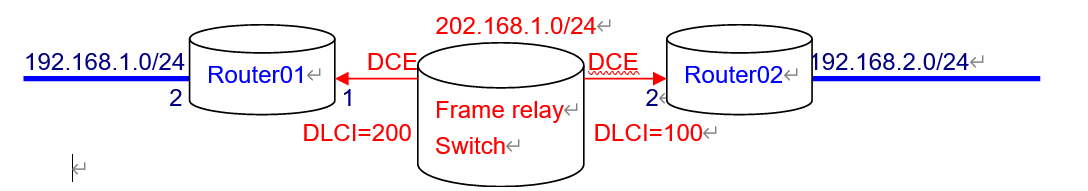 202.168.1.0/24
192.168.1.0/24
DCE
DCE
192.168.2.0/24
Router01
Router02
2
1
2
Frame relay
Switch
DLCI=200
DLCI=100